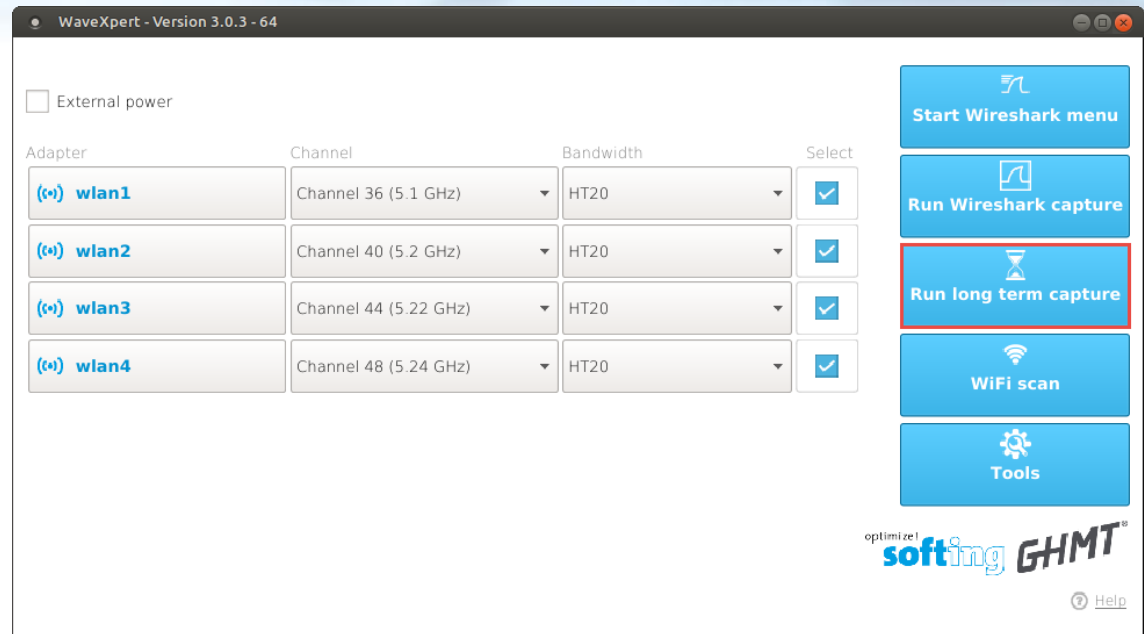 WaveXpert - Version 3.0.3 - 64
External power
Adapter Channel Bandwidth Select
wlan1 Channel 36 (5.1 GHz) HT20
wlan2 Channel 40 (5.2 GHz) HT20
wlan3 Channel 44 (5.22 GHz) HT20
wlan4 Channel 48 (5.24 GHz) HT20
Start Wireshark menu
Run Wireshark capture
Run long term capture
WiFi scan
Tools
optimize!
softing GHMT®
? Help